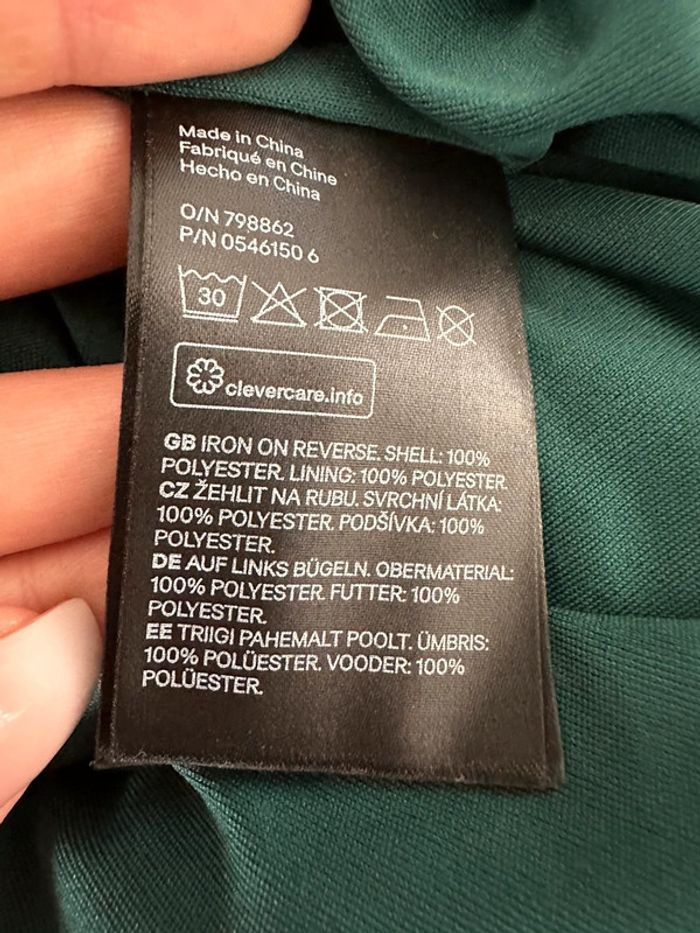 Made in China
Fabriqué en Chine
Hecho en China
O/N 798862
P/N 0546150 6
30
clevercare.info
GB IRON ON REVERSE. SHELL: 100%
POLYESTER. LINING: 100% POLYESTER.
CZ ŽEHLIT NA RUBU. SVRCHNÍ LÁTKA:
100% POLYESTER. PODŠÍVKA: 100%
POLYESTER.
DE AUF LINKS BÜGELN. OBERMATERIAL:
100% POLYESTER. FUTTER: 100%
POLYESTER.
EE TRIIGI PAHEMALT POOLT. ÜMBRIS:
100% POLÜESTER. VOODER: 100%
POLÜESTER.